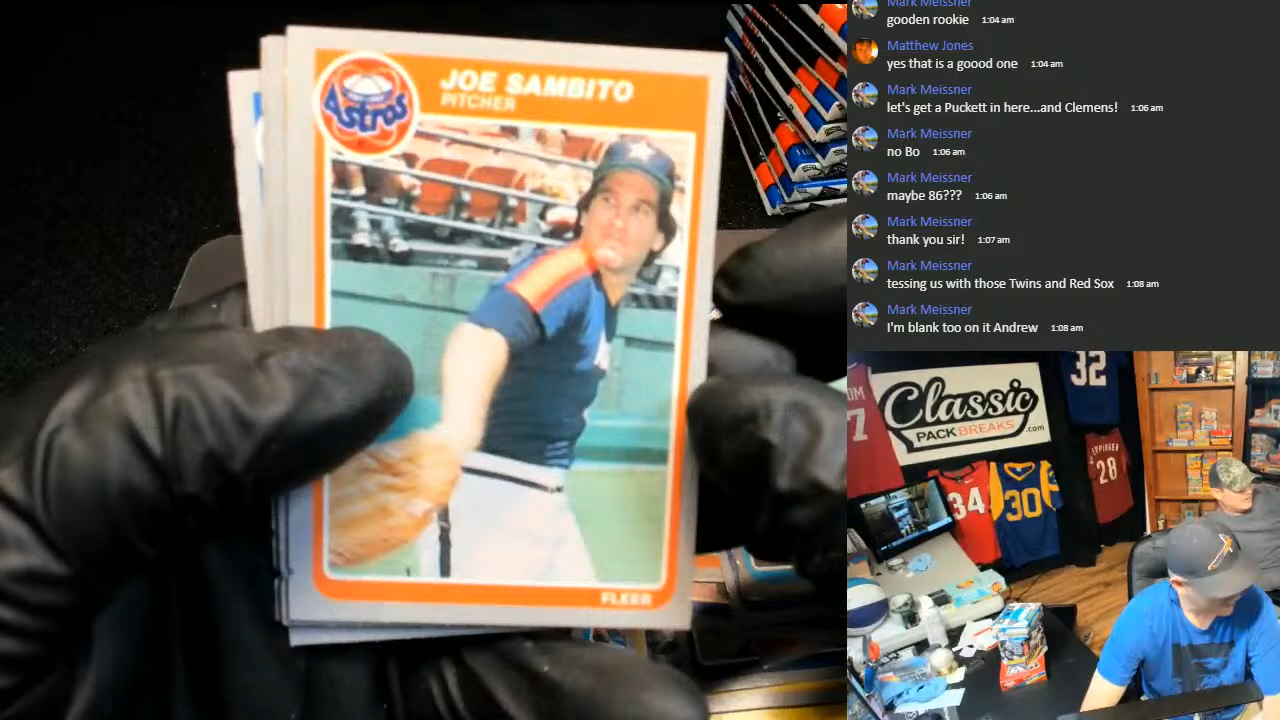 JOE SAMBITO
PITCHER
Astros
FLEER
Mark Meissner
gooden rookie 1:04 am
Matthew Jones
yes that is a goood one 1:04 am
Mark Meissner
let's get a Puckett in here...and Clemens! 1:06 am
Mark Meissner
no Bo 1:06 am
Mark Meissner
maybe 86??? 1:06 am
Mark Meissner
thank you sir! 1:07 am
Mark Meissner
tessing us with those Twins and Red Sox 1:08 am
Mark Meissner
I'm blank too on it Andrew 1:08 am
Classic
PACK BREAKS.com
32
7
34
30
28